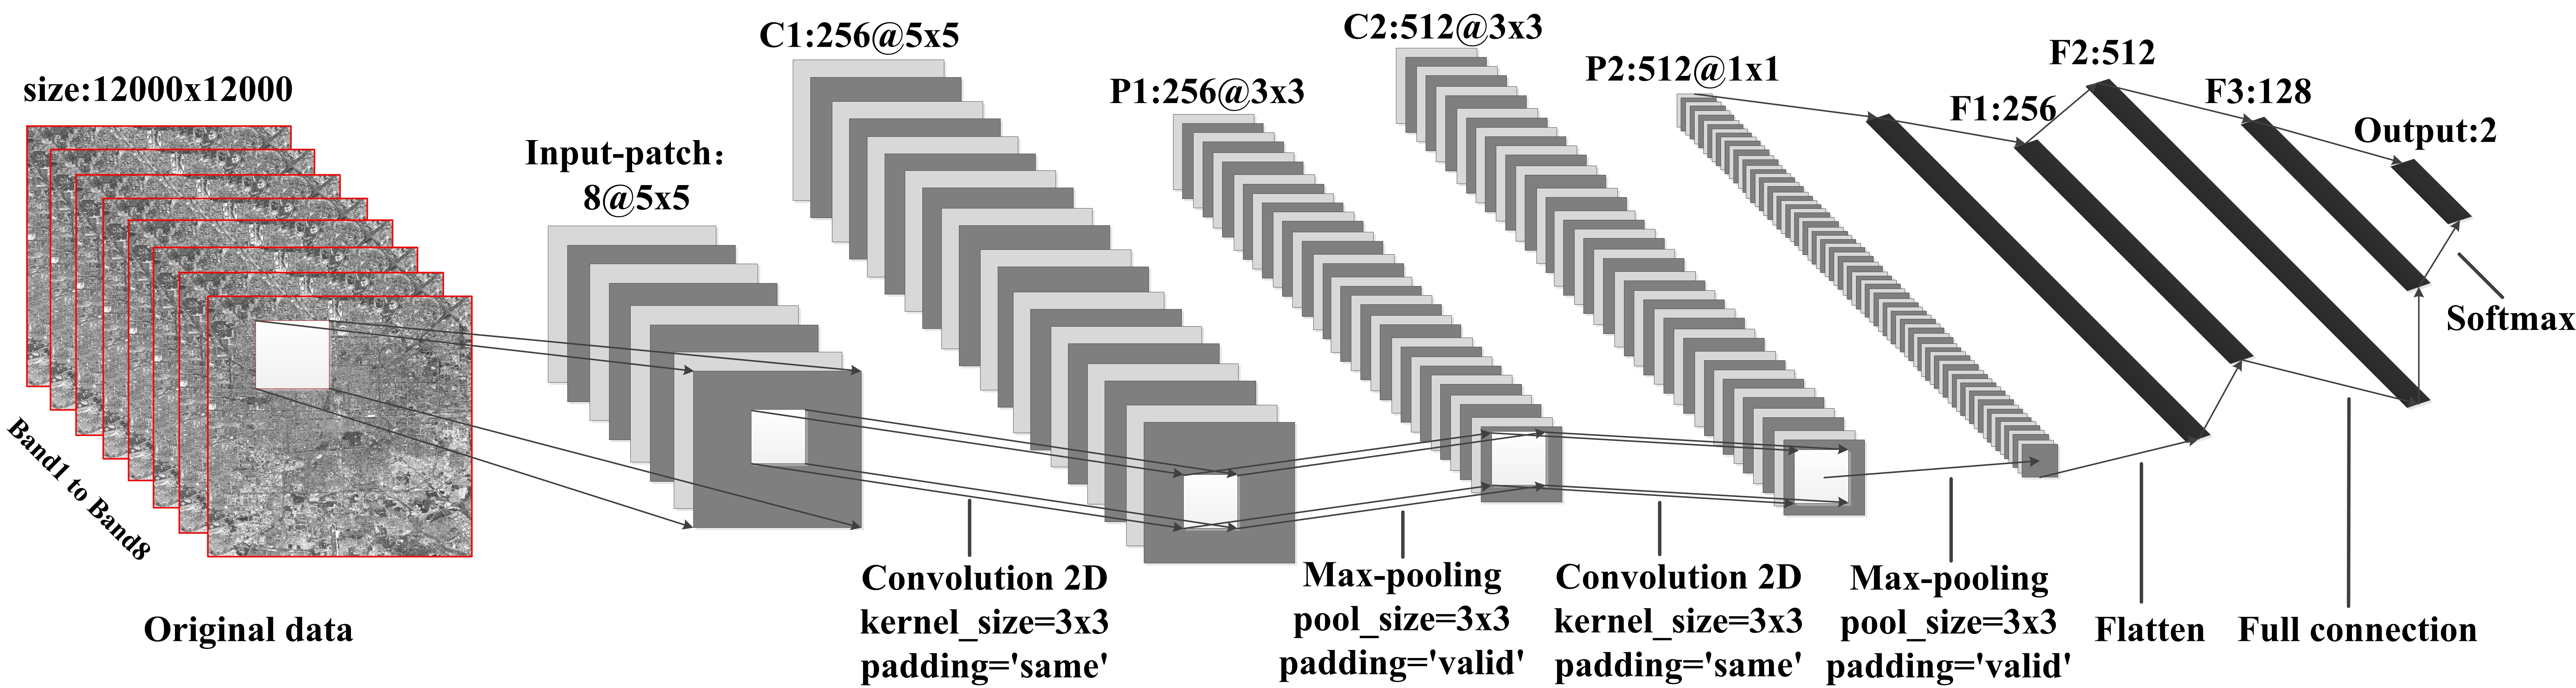 size:12000x12000
Band1 to Band8
Original data
Input-patch：
8@5x5
C1:256@5x5
Convolution 2D
kernel_size=3x3
padding='same'
P1:256@3x3
Max-pooling
pool_size=3x3
padding='valid'
C2:512@3x3
Convolution 2D
kernel_size=3x3
padding='same'
P2:512@1x1
Max-pooling
pool_size=3x3
padding='valid'
Flatten
F1:256
F2:512
F3:128
Full connection
Output:2
Softmax